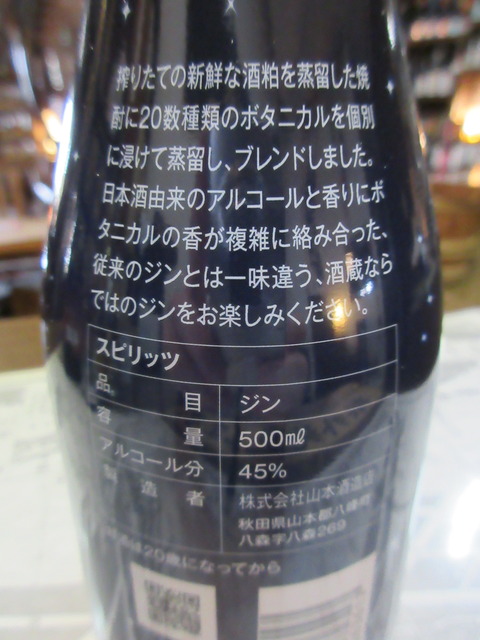 搾りたての新鮮な酒粕を蒸留した焼
酎に20数種類のボタニカルを個別
に浸けて蒸留し、ブレンドしました。
日本酒由来のアルコールと香りにボ
タニカルの香が複雑に絡み合った、
従来のジンとは一味違う、酒蔵なら
ではのジンをお楽しみください。
スピリッツ
品目 ジン
容量 500㎖
アルコール分 45%
製造者 株式会社山本酒造店
秋田県山本郡八峰町
八森字八森269
お酒は20歳になってから